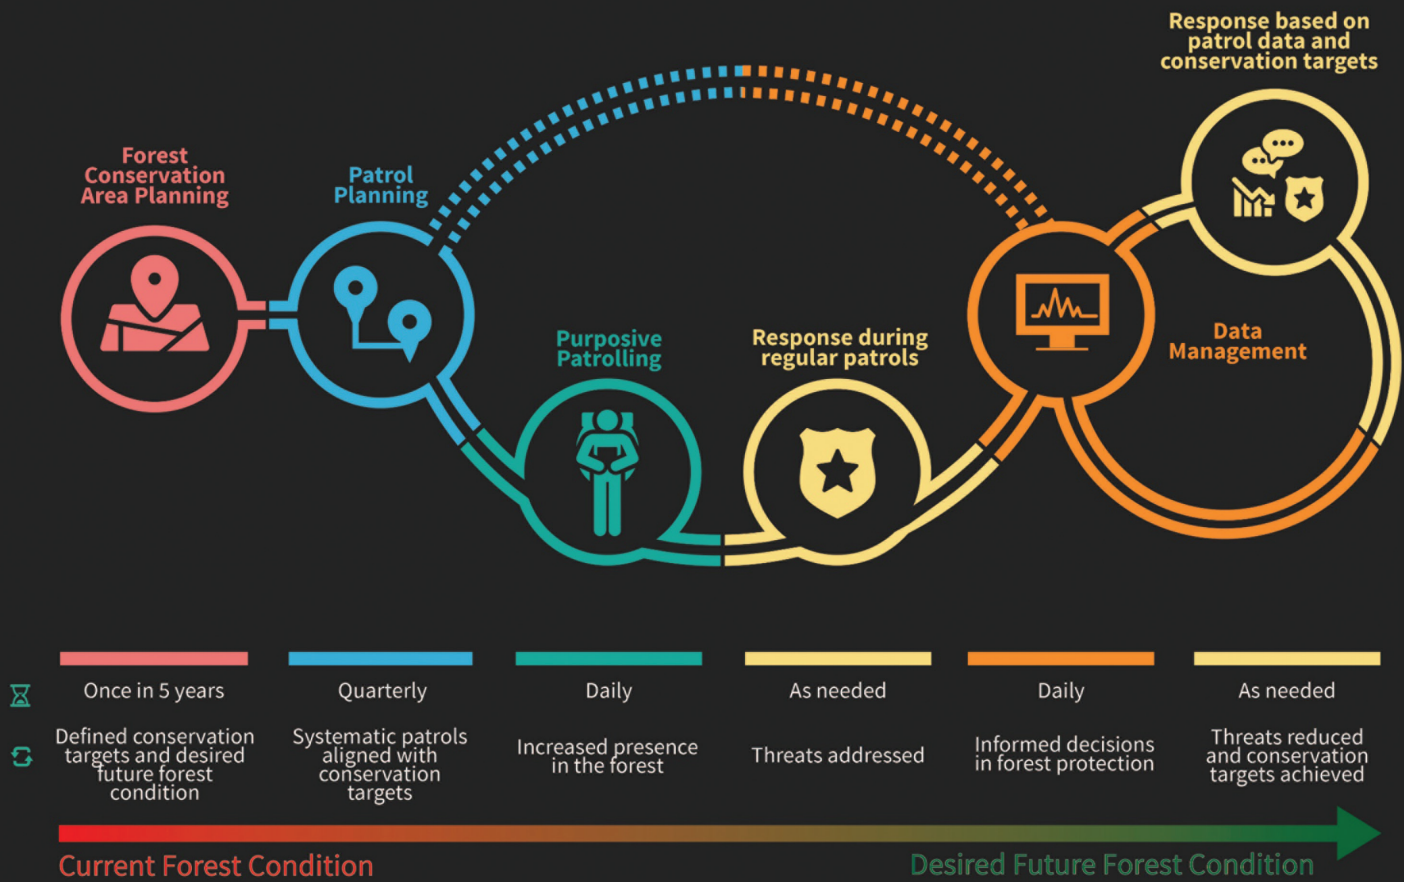 Response based on
patrol data and
conservation targets
Forest
Conservation
Area Planning
Patrol
Planning
Purposive
Patrolling
Response during
regular patrols
Data
Management
Once in 5 years
Quarterly
Daily
As needed
Daily
As needed
Defined conservation
targets and desired
future forest
condition
Systematic patrols
aligned with
conservation
targets
Increased presence
in the forest
Threats addressed
Informed decisions
in forest protection
Threats reduced
and conservation
targets achieved
Current Forest Condition
Desired Future Forest Condition